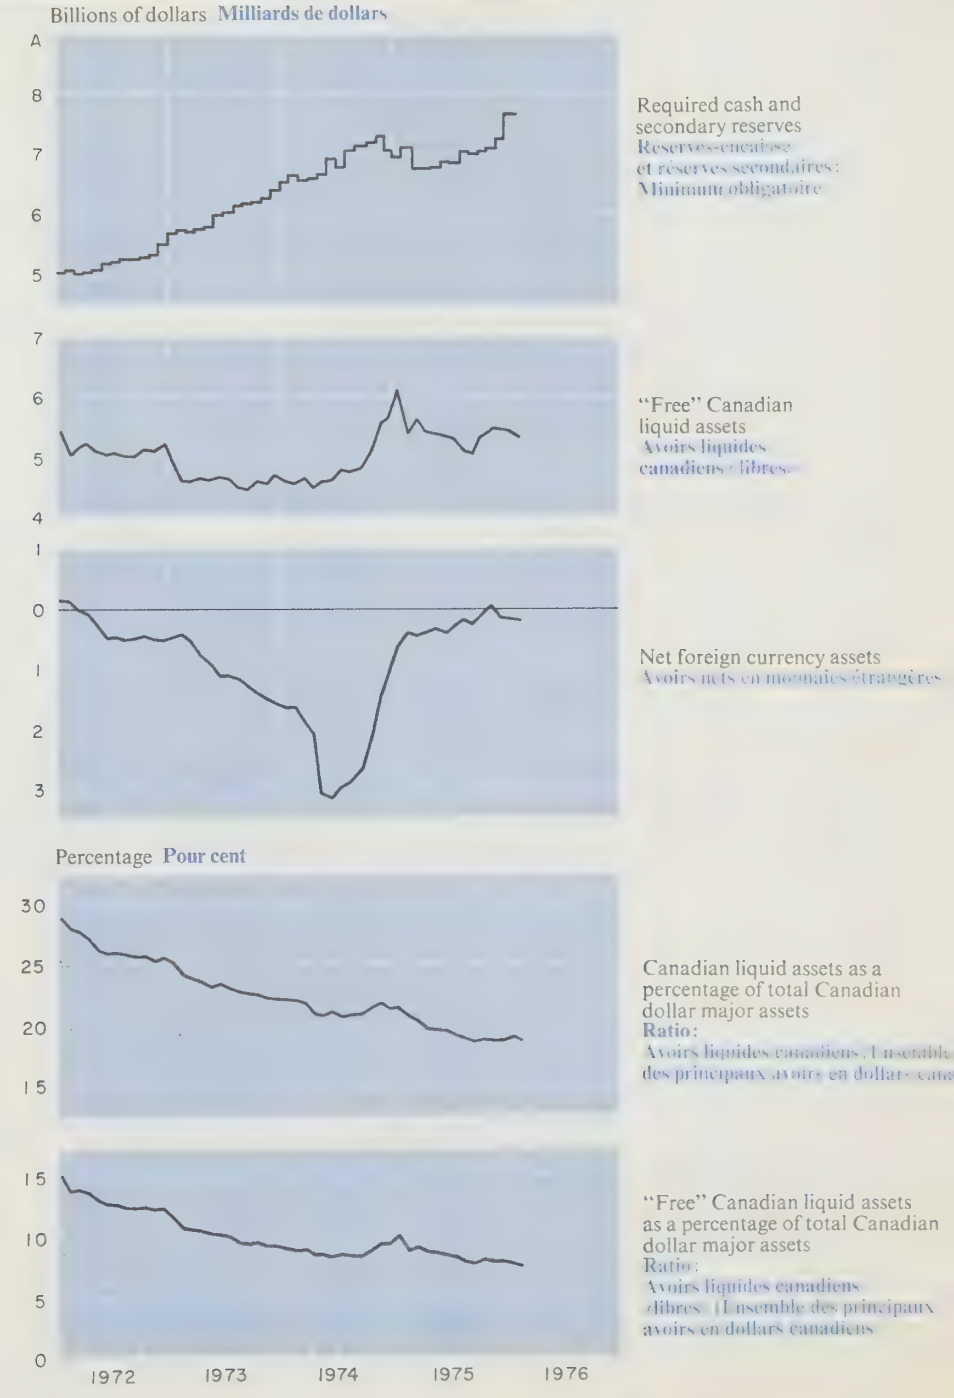 Billions of dollars Milliards de dollars
A
8
7
6
5
Required cash and
secondary reserves
Réserves-encaisse
et réserves secondaires:
Minimum obligatoire
7
6
5
4
“Free” Canadian
liquid assets
Avoirs liquides
canadiens libres
1
0
1
2
3
Net foreign currency assets
Avoirs nets en monnaies étrangères
Percentage Pour cent
30
25
20
15
Canadian liquid assets as a
percentage of total Canadian
dollar major assets
Ratio:
Avoirs liquides canadiens
des principaux avoirs en dollars
15
10
5
0
“Free” Canadian liquid assets
as a percentage of total Canadian
dollar major assets
Ratio:
Avoirs liquides canadiens
libres Ensemble des principaux
avoirs en dollars canadiens
1972 1973 1974 1975 1976